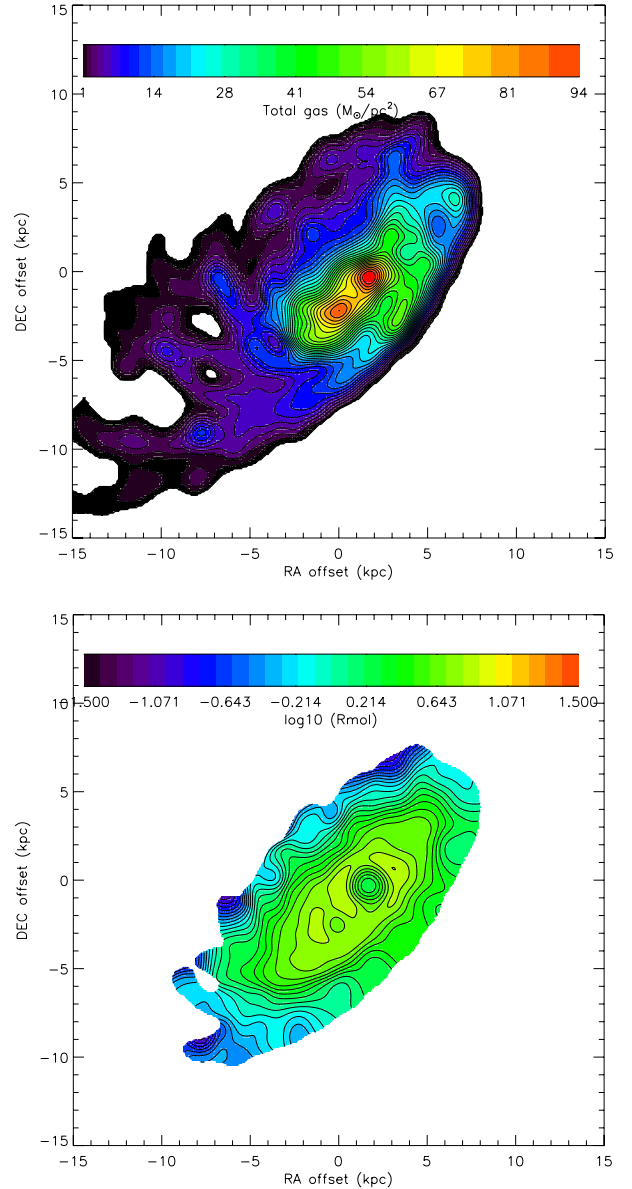 15
10
5
0
−5
−10
−15
1 14 28 41 54 67 81 94
Total gas (M⊙/pc²)
DEC offset (kpc)
−15 −10 −5 0 5 10 15
RA offset (kpc)
15
10
5
0
−5
−10
−15
−1.500 −1.071 −0.643 −0.214 0.214 0.643 1.071 1.500
log10 (Rmol)
DEC offset (kpc)
−15 −10 −5 0 5 10 15
RA offset (kpc)